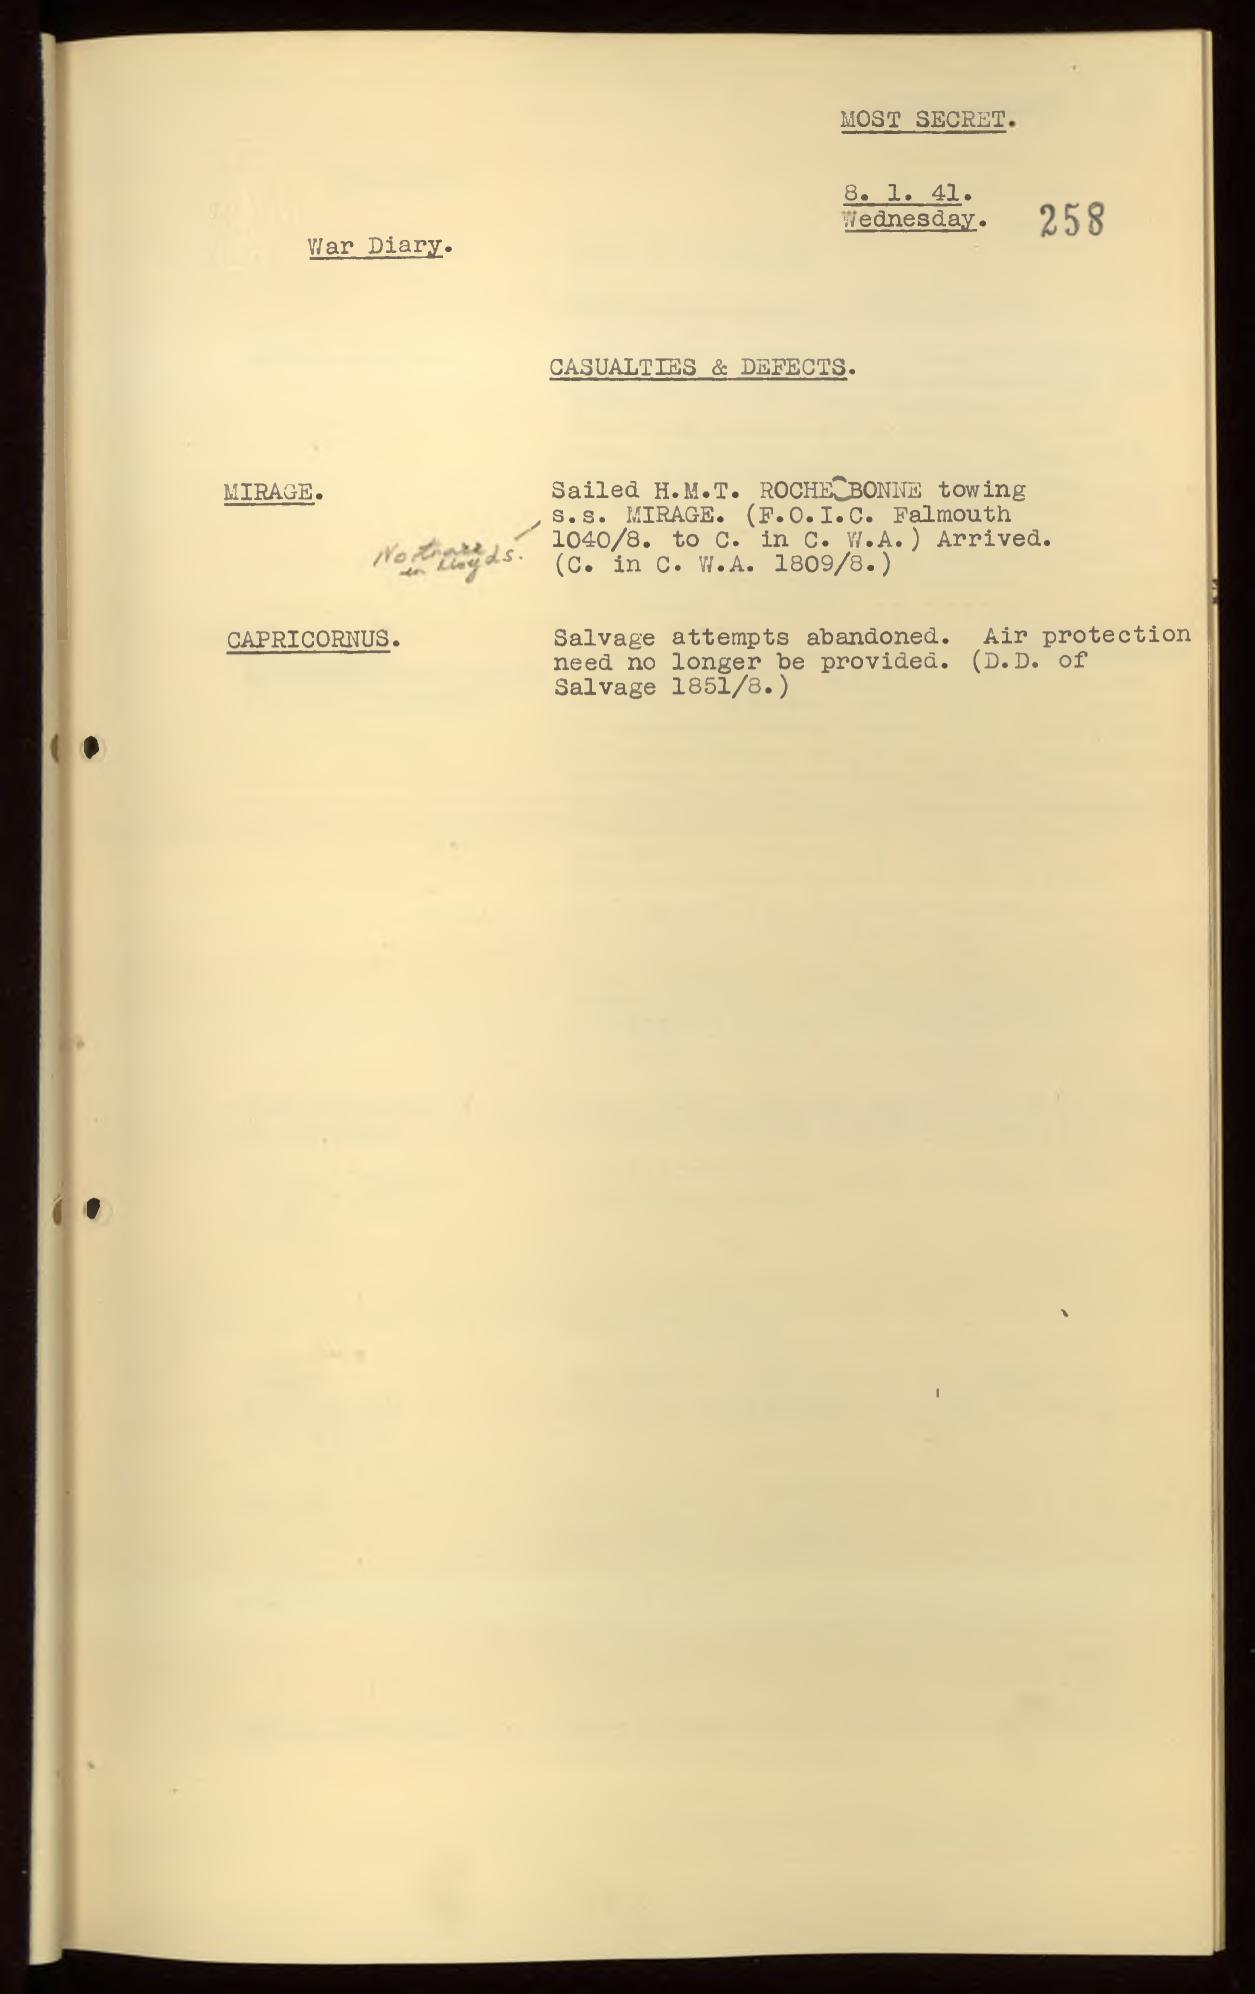 MOST SECRET.
8. 1. 41.
Wednesday.
258
War Diary.
CASUALTIES & DEFECTS.
MIRAGE.
Sailed H.M.T. ROCHE BONNE towing
s.s. MIRAGE. (F.O.I.C. Falmouth
1040/8. to C. in C. W.A.) Arrived.
(C. in C. W.A. 1809/8.)
No trace
in Lloyds.
CAPRICORNUS.
Salvage attempts abandoned. Air protection
need no longer be provided. (D.D. of
Salvage 1851/8.)